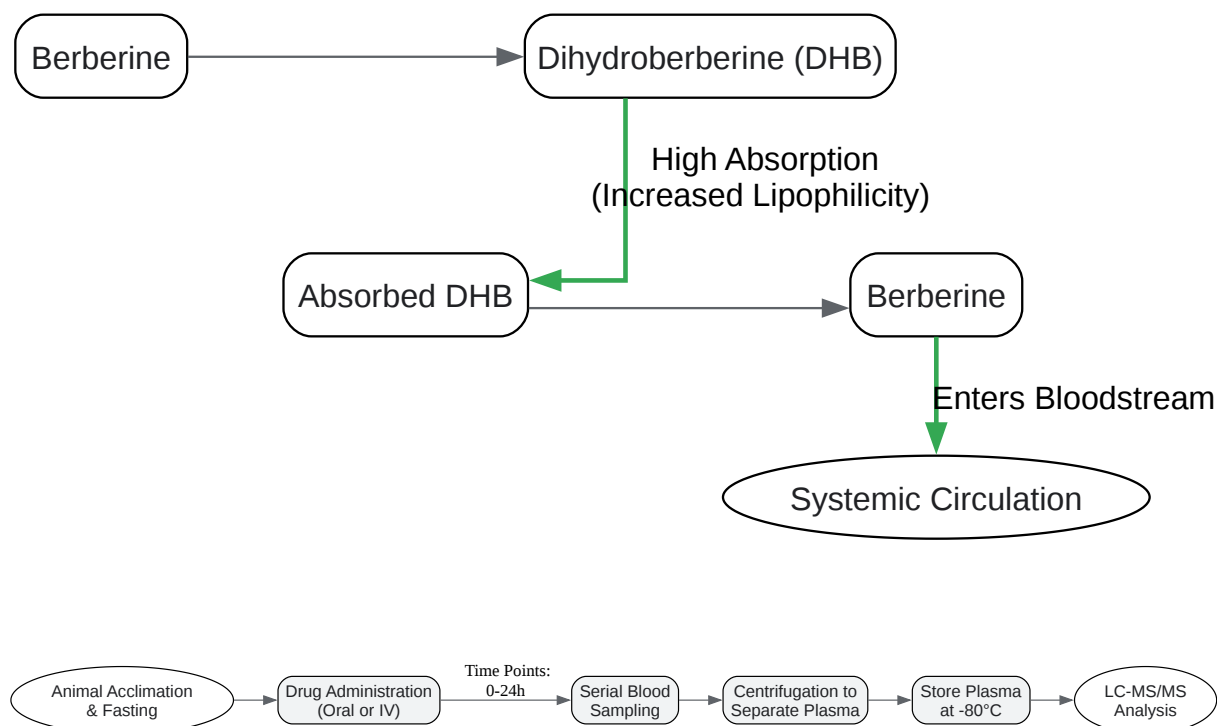 Berberine
Dihydroberberine (DHB)
High Absorption
(Increased Lipophilicity)
Absorbed DHB
Berberine
Enters Bloodstream
Systemic Circulation
Animal Acclimation
& Fasting
Drug Administration
(Oral or IV)
Time Points:
0-24h
Serial Blood
Sampling
Centrifugation to
Separate Plasma
Store Plasma
at -80°C
LC-MS/MS
Analysis